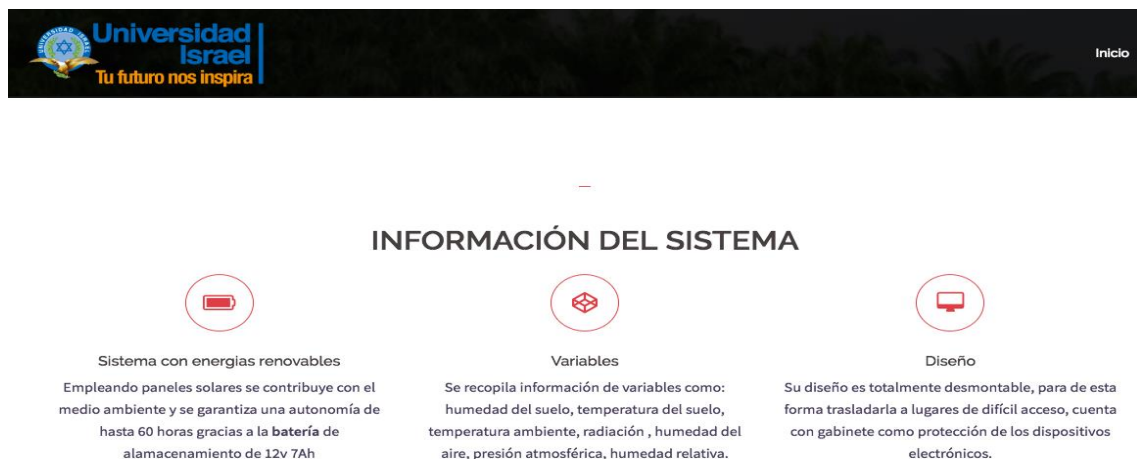 UNIVERSIDAD ISRAEL
Universidad
Israel
Tu futuro nos inspira
Inicio
INFORMACIÓN DEL SISTEMA
Sistema con energias renovables
Empleando paneles solares se contribuye con el
medio ambiente y se garantiza una autonomía de
hasta 60 horas gracias a la batería de
alamacenamiento de 12v 7Ah
Variables
Se recopila información de variables como:
humedad del suelo, temperatura del suelo,
temperatura ambiente, radiación , humedad del
aire, presión atmosférica, humedad relativa.
Diseño
Su diseño es totalmente desmontable, para de esta
forma trasladarla a lugares de difícil acceso, cuenta
con gabinete como protección de los dispositivos
electrónicos.